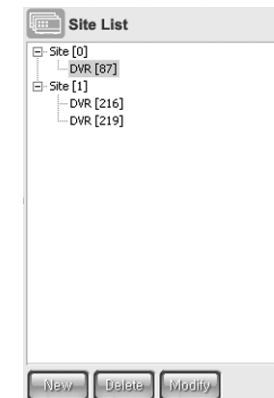 Site List
Site [0]
DVR [87]
Site [1]
DVR [216]
DVR [219]
New Delete Modify